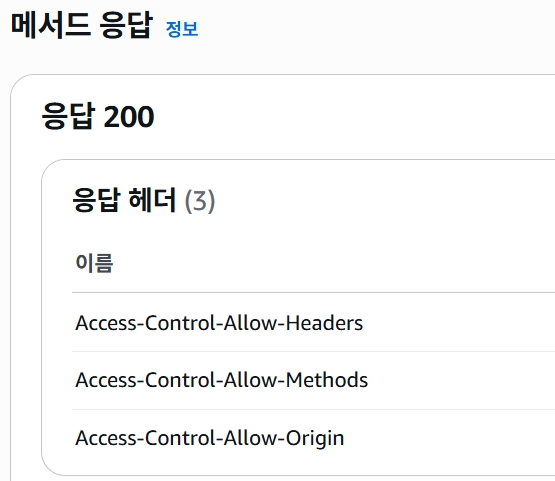 메서드 응답 정보
응답 200
응답 헤더 (3)
이름
Access-Control-Allow-Headers
Access-Control-Allow-Methods
Access-Control-Allow-Origin